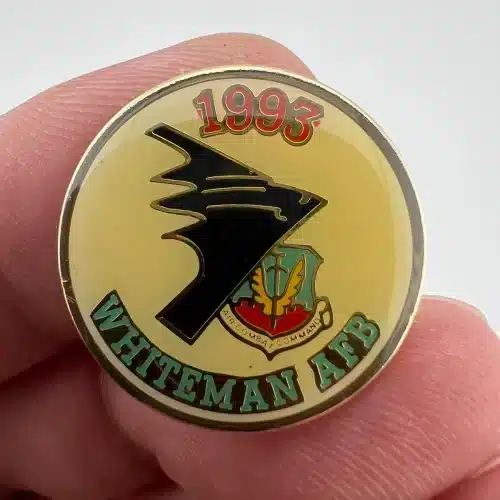 1993
AIR COMBAT COMMAND
WHITEMAN AFB